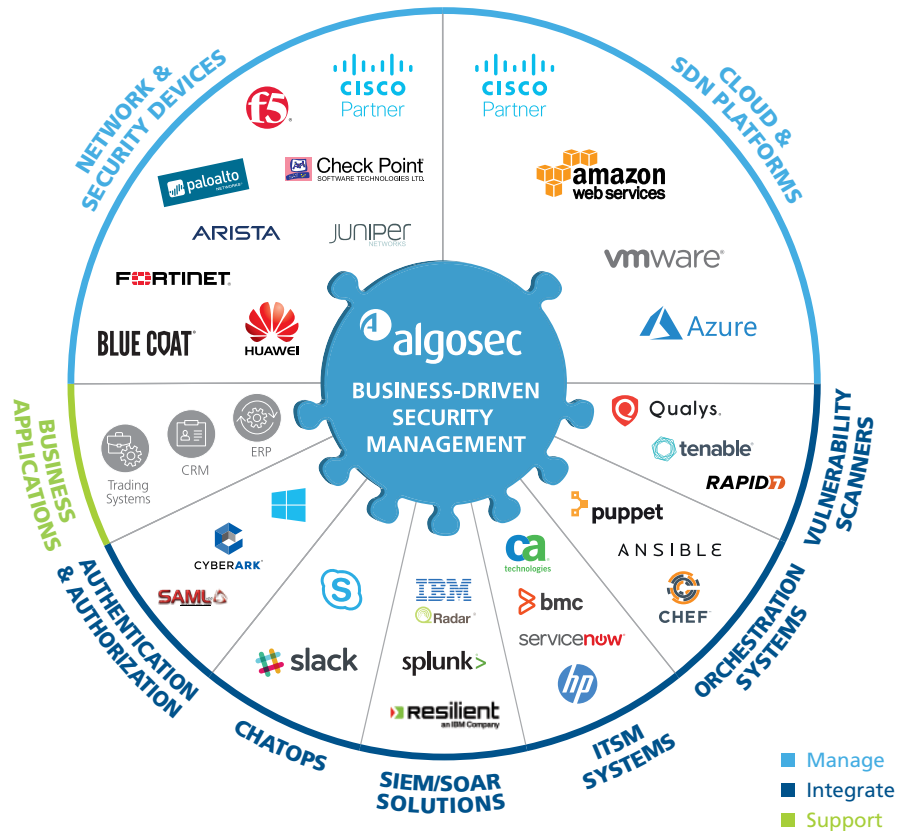 NETWORK &
SECURITY DEVICES
CISCO
Partner
f5
paloalto
NETWORKS
Check Point
SOFTWARE TECHNOLOGIES LTD.
ARISTA
JUNIPER
NETWORKS
FORTINET
BLUE COAT
HUAWEI
CLOUD &
SDN PLATFORMS
CISCO
Partner
amazon
web services
vmware
Azure
algosec
BUSINESS-DRIVEN
SECURITY
MANAGEMENT
BUSINESS
APPLICATIONS
Trading
Systems
CRM
ERP
VULNERABILITY
SCANNERS
Qualys.
tenable
RAPID7
AUTHENTICATION
& AUTHORIZATION
CYBERARK
SAML
CHATOPS
S
slack
SIEM/SOAR
SOLUTIONS
IBM
QRadar
splunk>
Resilient
an IBM Company
ITSM
SYSTEMS
ca
technologies
bmc
servicenow
hp
ORCHESTRATION
SYSTEMS
puppet
ANSIBLE
CHEF
Manage
Integrate
Support